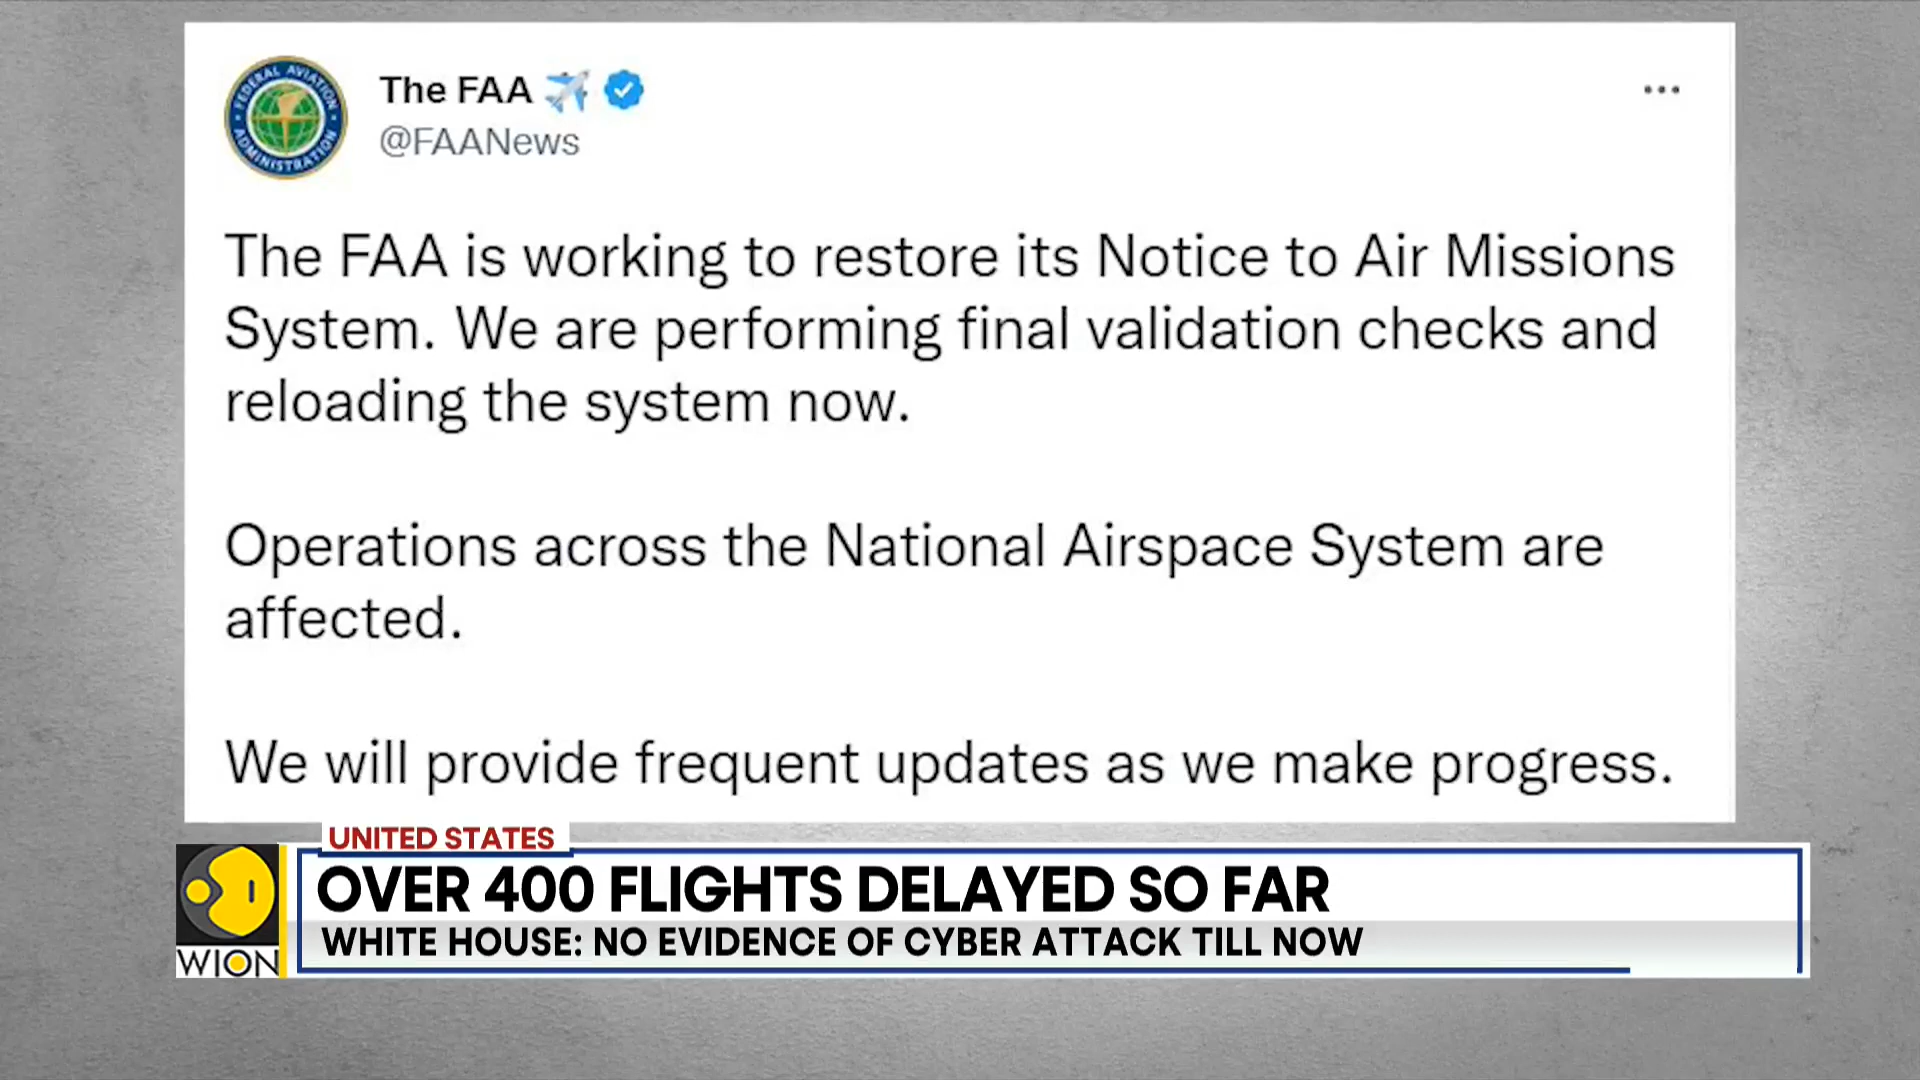 FEDERAL AVIATION ADMINISTRATION
The FAA ✈️
@FAANews
The FAA is working to restore its Notice to Air Missions
System. We are performing final validation checks and
reloading the system now.
Operations across the National Airspace System are
affected.
We will provide frequent updates as we make progress.
UNITED STATES
OVER 400 FLIGHTS DELAYED SO FAR
WHITE HOUSE: NO EVIDENCE OF CYBER ATTACK TILL NOW
WION